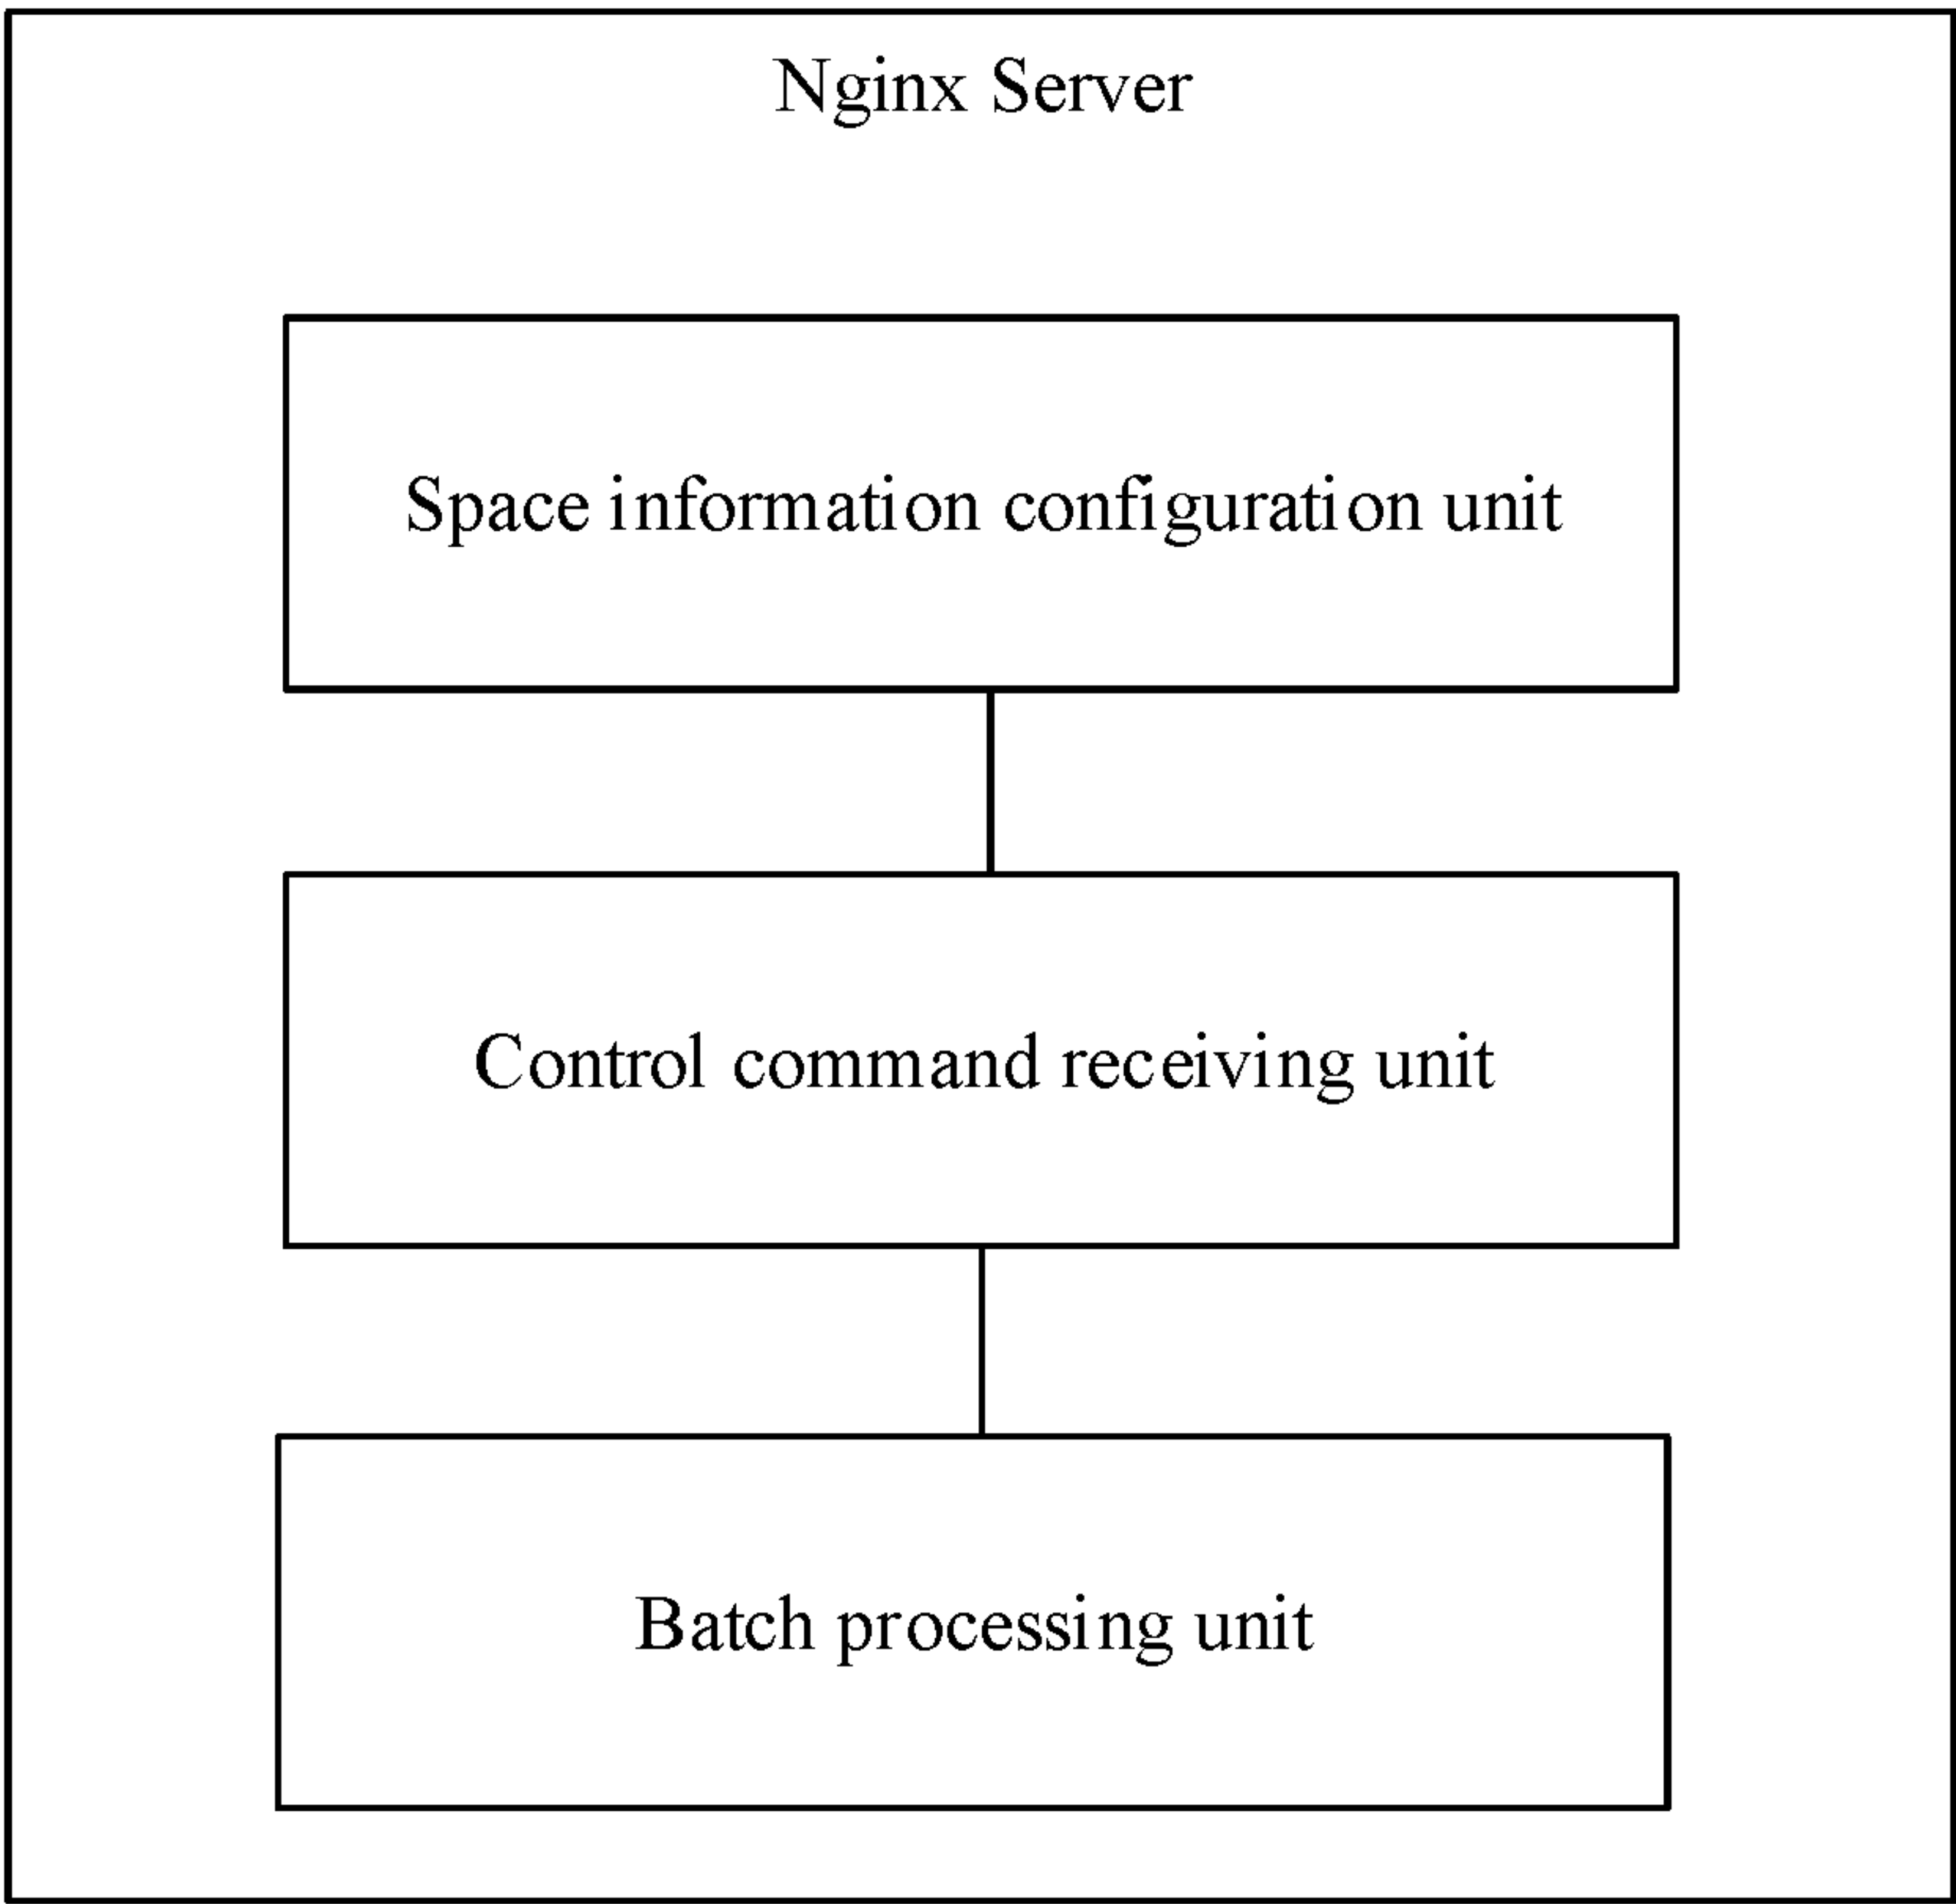 Nginx Server
Space information configuration unit
Control command receiving unit
Batch processing unit